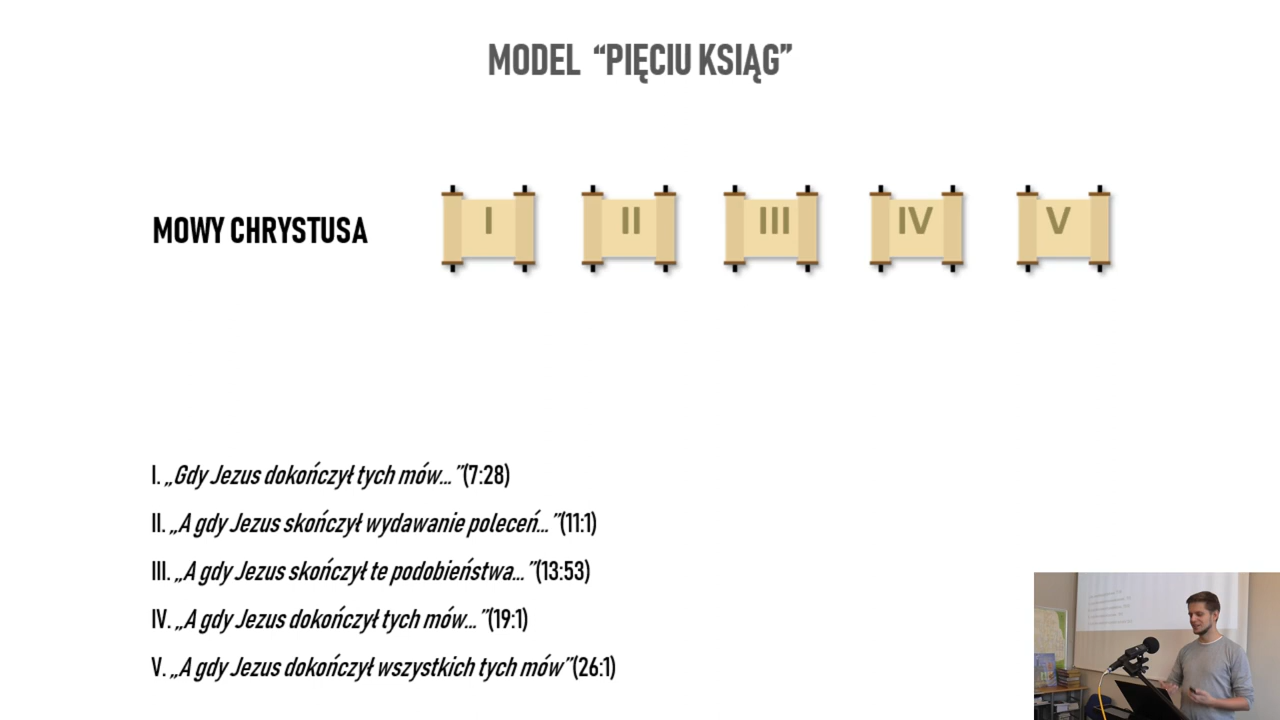 MODEL “PIĘCIU KSIĄG”
MOWY CHRYSTUSA
I
II
III
IV
V
I. „Gdy Jezus dokończył tych mów... ”(7:28)
II. „A gdy Jezus skończył wydawanie poleceń... ”(11:1)
III. „A gdy Jezus skończył te podobieństwa... ”(13:53)
IV. „A gdy Jezus dokończył tych mów... ”(19:1)
V. „A gdy Jezus dokończył wszystkich tych mów”(26:1)